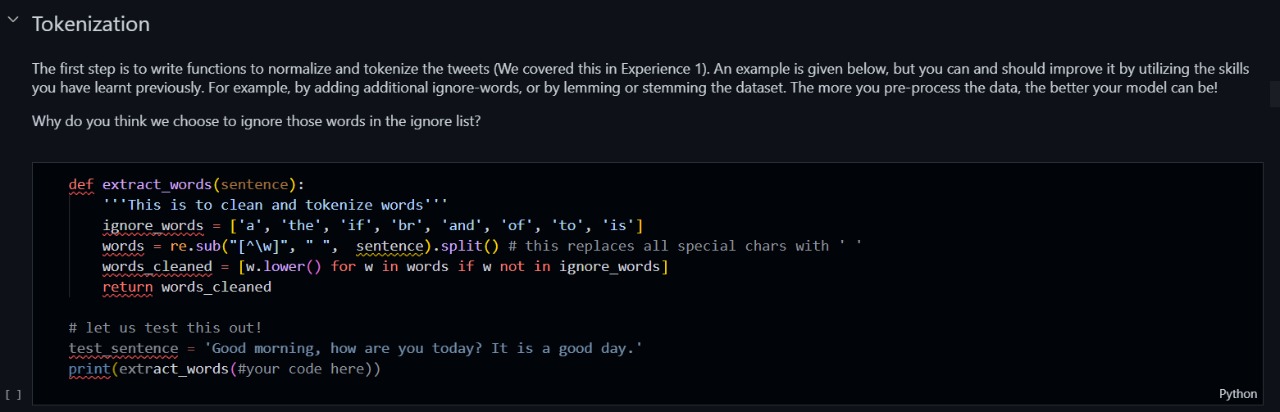 Tokenization
The first step is to write functions to normalize and tokenize the tweets (We covered this in Experience 1). An example is given below, but you can and should improve it by utilizing the skills
you have learnt previously. For example, by adding additional ignore-words, or by lemming or stemming the dataset. The more you pre-process the data, the better your model can be!
Why do you think we choose to ignore those words in the ignore list?
def extract_words(sentence):
    '''This is to clean and tokenize words'''
    ignore_words = ['a', 'the', 'if', 'br', 'and', 'of', 'to', 'is']
    words = re.sub("[^\w]", " ",  sentence).split() # this replaces all special chars with ' '
    words_cleaned = [w.lower() for w in words if w not in ignore_words]
    return words_cleaned
# let us test this out!
test_sentence = 'Good morning, how are you today? It is a good day.'
print(extract_words(#your code here))
[ ]
Python